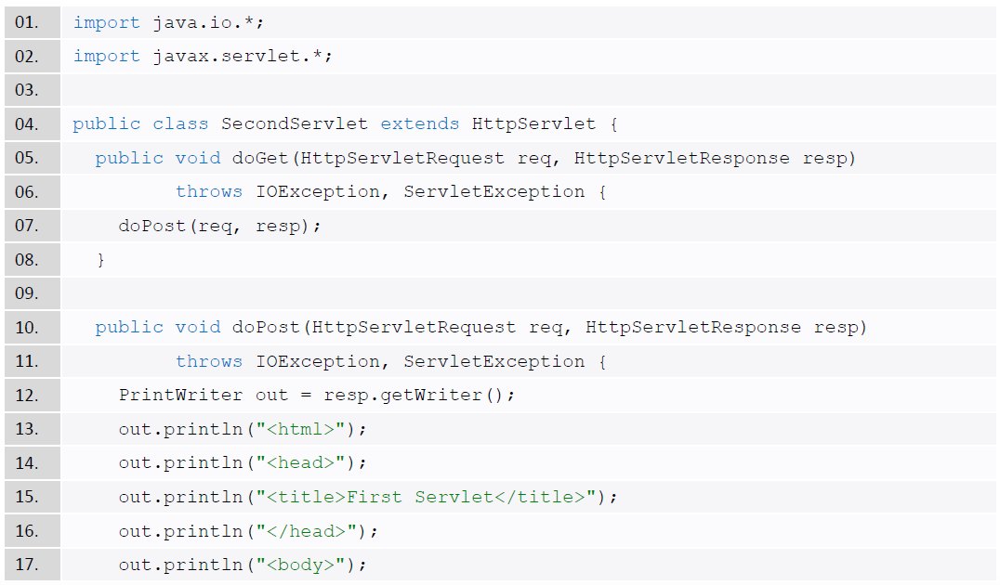 01. import java.io.*;
02. import javax.servlet.*;
03.
04. public class SecondServlet extends HttpServlet {
05.   public void doGet(HttpServletRequest req, HttpServletResponse resp)
06.          throws IOException, ServletException {
07.     doPost(req, resp);
08.   }
09.
10.   public void doPost(HttpServletRequest req, HttpServletResponse resp)
11.          throws IOException, ServletException {
12.     PrintWriter out = resp.getWriter();
13.     out.println("<html>");
14.     out.println("<head>");
15.     out.println("<title>First Servlet</title>");
16.     out.println("</head>");
17.     out.println("<body>");